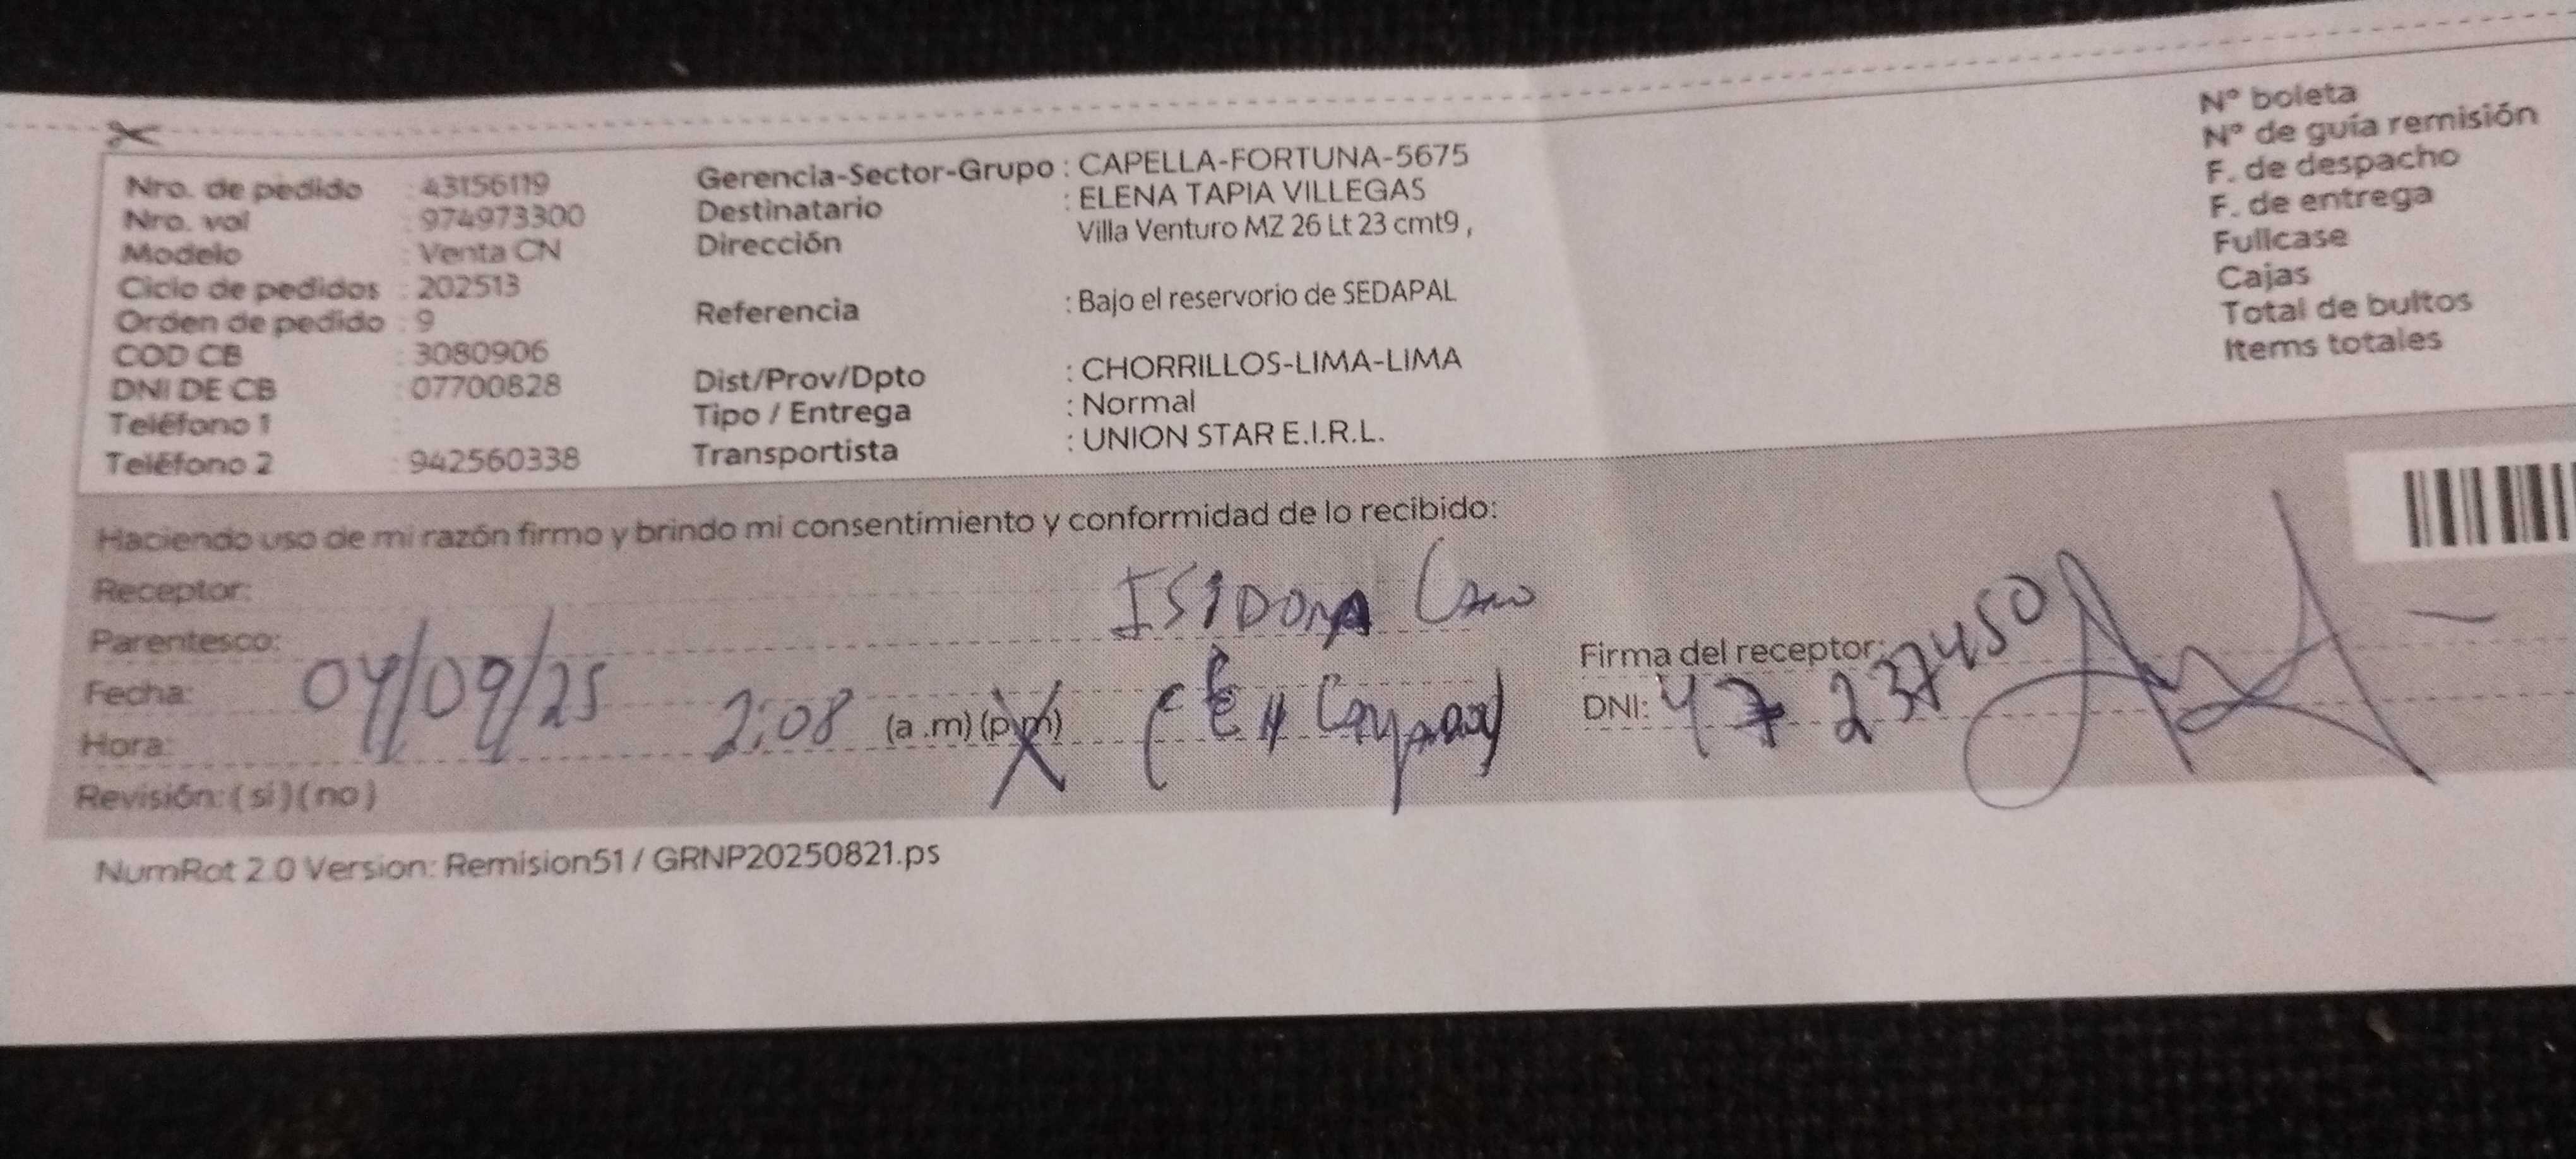 Nro. de pedido : 43156119
Nro. val : 974973300
Modelo : Venta CN
Ciclo de pedidos : 202513
Orden de pedido : 9
COD CB : 3080906
DNI DE CB : 07700828
Teléfono 1 :
Teléfono 2 : 942560338
Gerencia-Sector-Grupo : CAPELLA-FORTUNA-5675
Destinatario : ELENA TAPIA VILLEGAS
Dirección Villa Venturo MZ 26 Lt 23 cmt9 ,
Referencia : Bajo el reservorio de SEDAPAL
Dist/Prov/Dpto : CHORRILLOS-LIMA-LIMA
Tipo / Entrega : Normal
Transportista : UNION STAR E.I.R.L.
N° boleta
N° de guía remisión
F. de despacho
F. de entrega
Fullcase
Cajas
Total de bultos
Items totales
Haciendo uso de mi razón firmo y brindo mi consentimiento y conformidad de lo recibido:
Receptor: ISIDORA
Parentesco:
Fecha: 04/09/25
Hora: 2:08 (a .m) (p.m)
Revisión: ( si ) ( no )
Firma del receptor:
DNI: 47237450
NumRot 2.0 Version: Remision51 / GRNP20250821.ps